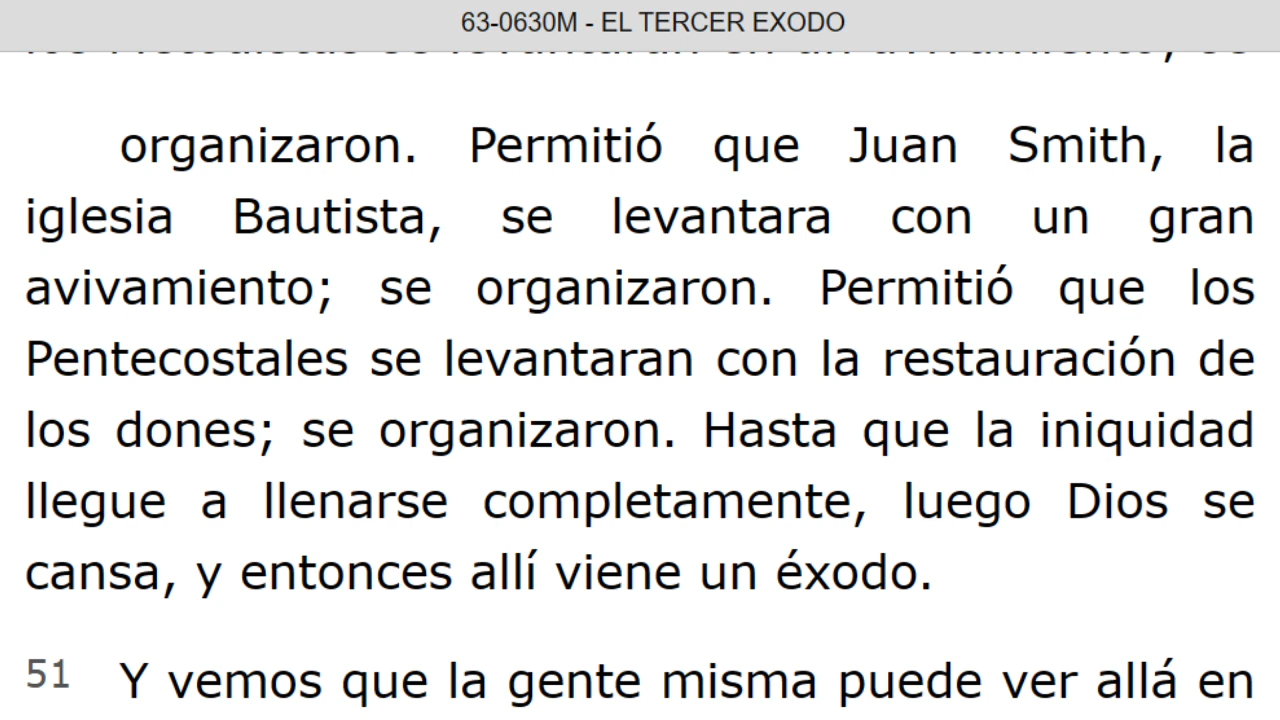 63-0630M - EL TERCER EXODO
organizaron. Permitió que Juan Smith, la
iglesia Bautista, se levantara con un gran
avivamiento; se organizaron. Permitió que los
Pentecostales se levantaran con la restauración de
los dones; se organizaron. Hasta que la iniquidad
llegue a llenarse completamente, luego Dios se
cansa, y entonces allí viene un éxodo.
51 Y vemos que la gente misma puede ver allá en